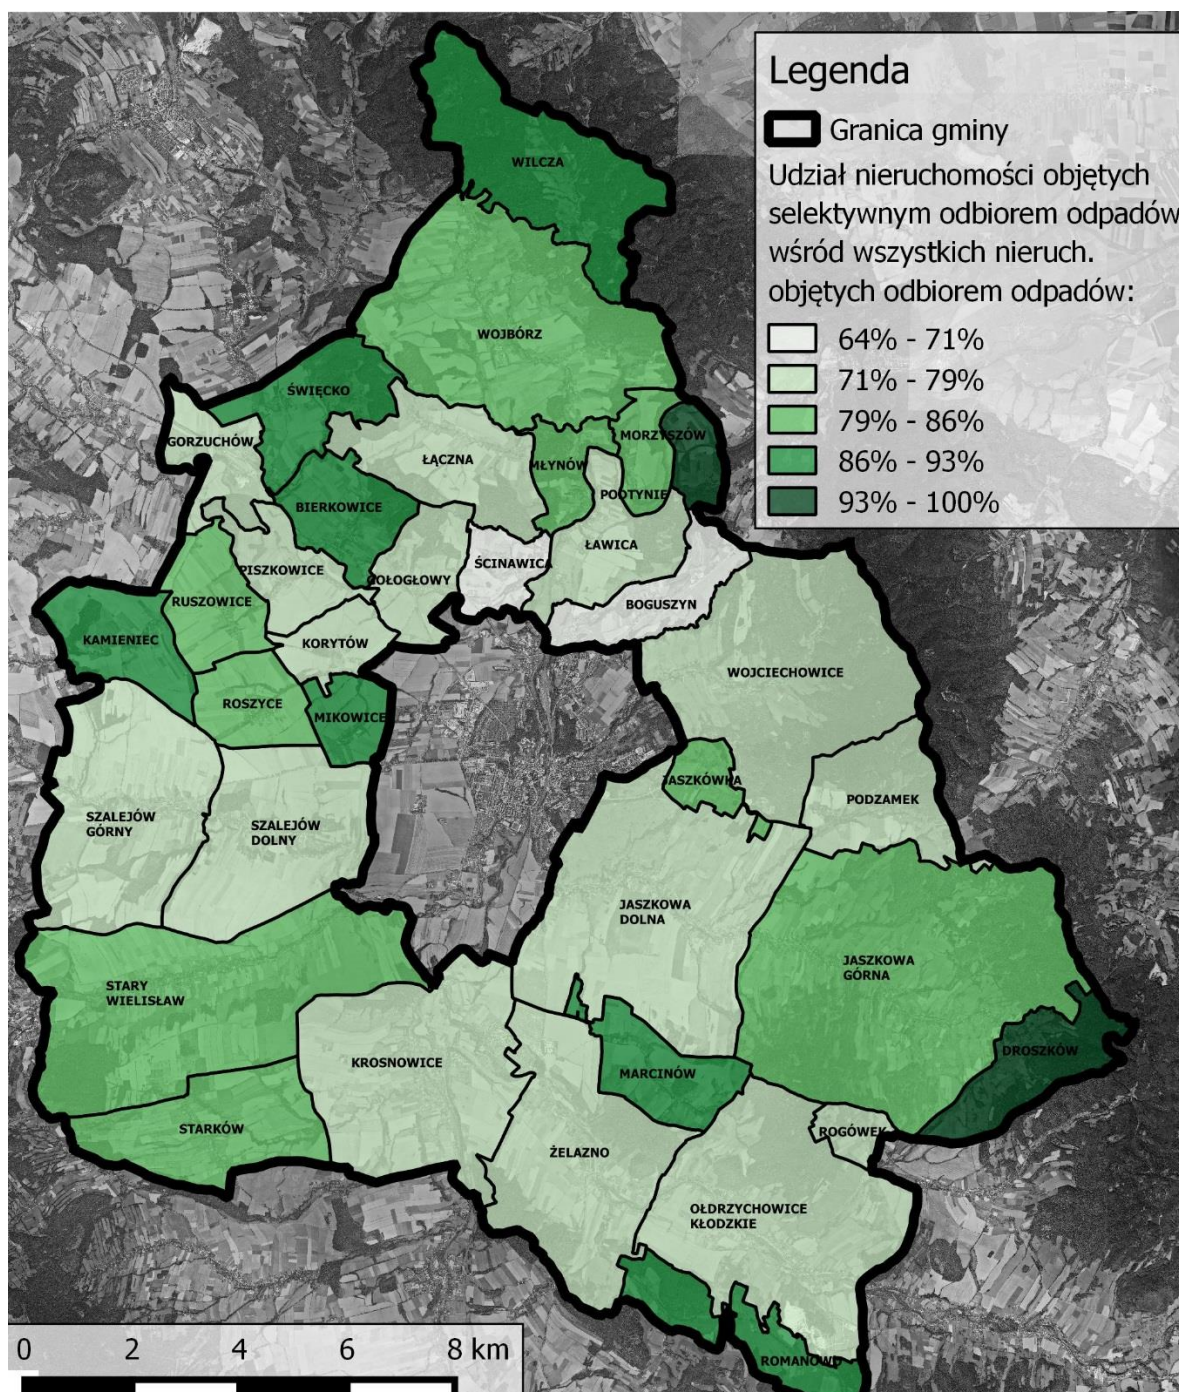 Legenda
Granica gminy
Udział nieruchomości objętych
selektywnym odbiorem odpadów
wśród wszystkich nieruch.
objętych odbiorem odpadów:
64% - 71%
71% - 79%
79% - 86%
86% - 93%
93% - 100%
WILCZA
WOJBÓRZ
ŚWIĘCKO
GORZUCHÓW
ŁĄCZNA
MŁYNÓW
MORZYSZÓW
PODTYNIE
BIERKOWICE
ŁAWICA
ŚCINAWICA
PISZKOWICE
GOŁOGŁOWY
RUSZOWICE
BOGUSZYN
KAMIENIEC
KORYTÓW
WOJCIECHOWICE
ROSZYCE
MIKOWICE
JASZKÓWKA
PODZAMEK
SZALEJÓW
GÓRNY
SZALEJÓW
DOLNY
JASZKOWA
DOLNA
JASZKOWA
GÓRNA
STARY
WIELISŁAW
KROSNOWICE
DROSZKÓW
MARCINÓW
STARKÓW
ROGÓWEK
ŻELAZNO
OŁDRZYCHOWICE
KŁODZKIE
ROMANOWO
0 2 4 6 8 km